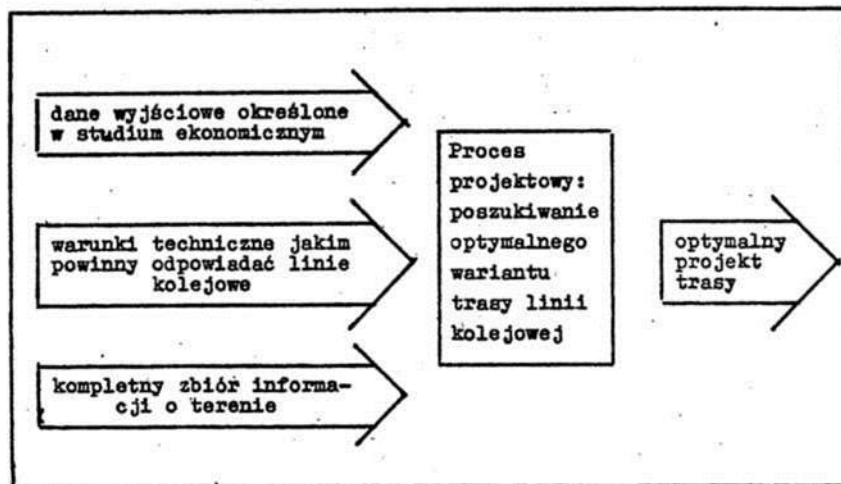 dane wyjściowe określone
w studium ekonomicznym
warunki techniczne jakim
powinny odpowiadać linie
kolejowe
kompletny zbiór informa-
cji o terenie
Proces
projektowy:
poszukiwanie
optymalnego
wariantu
trasy linii
kolejowej
optymalny
projekt
trasy